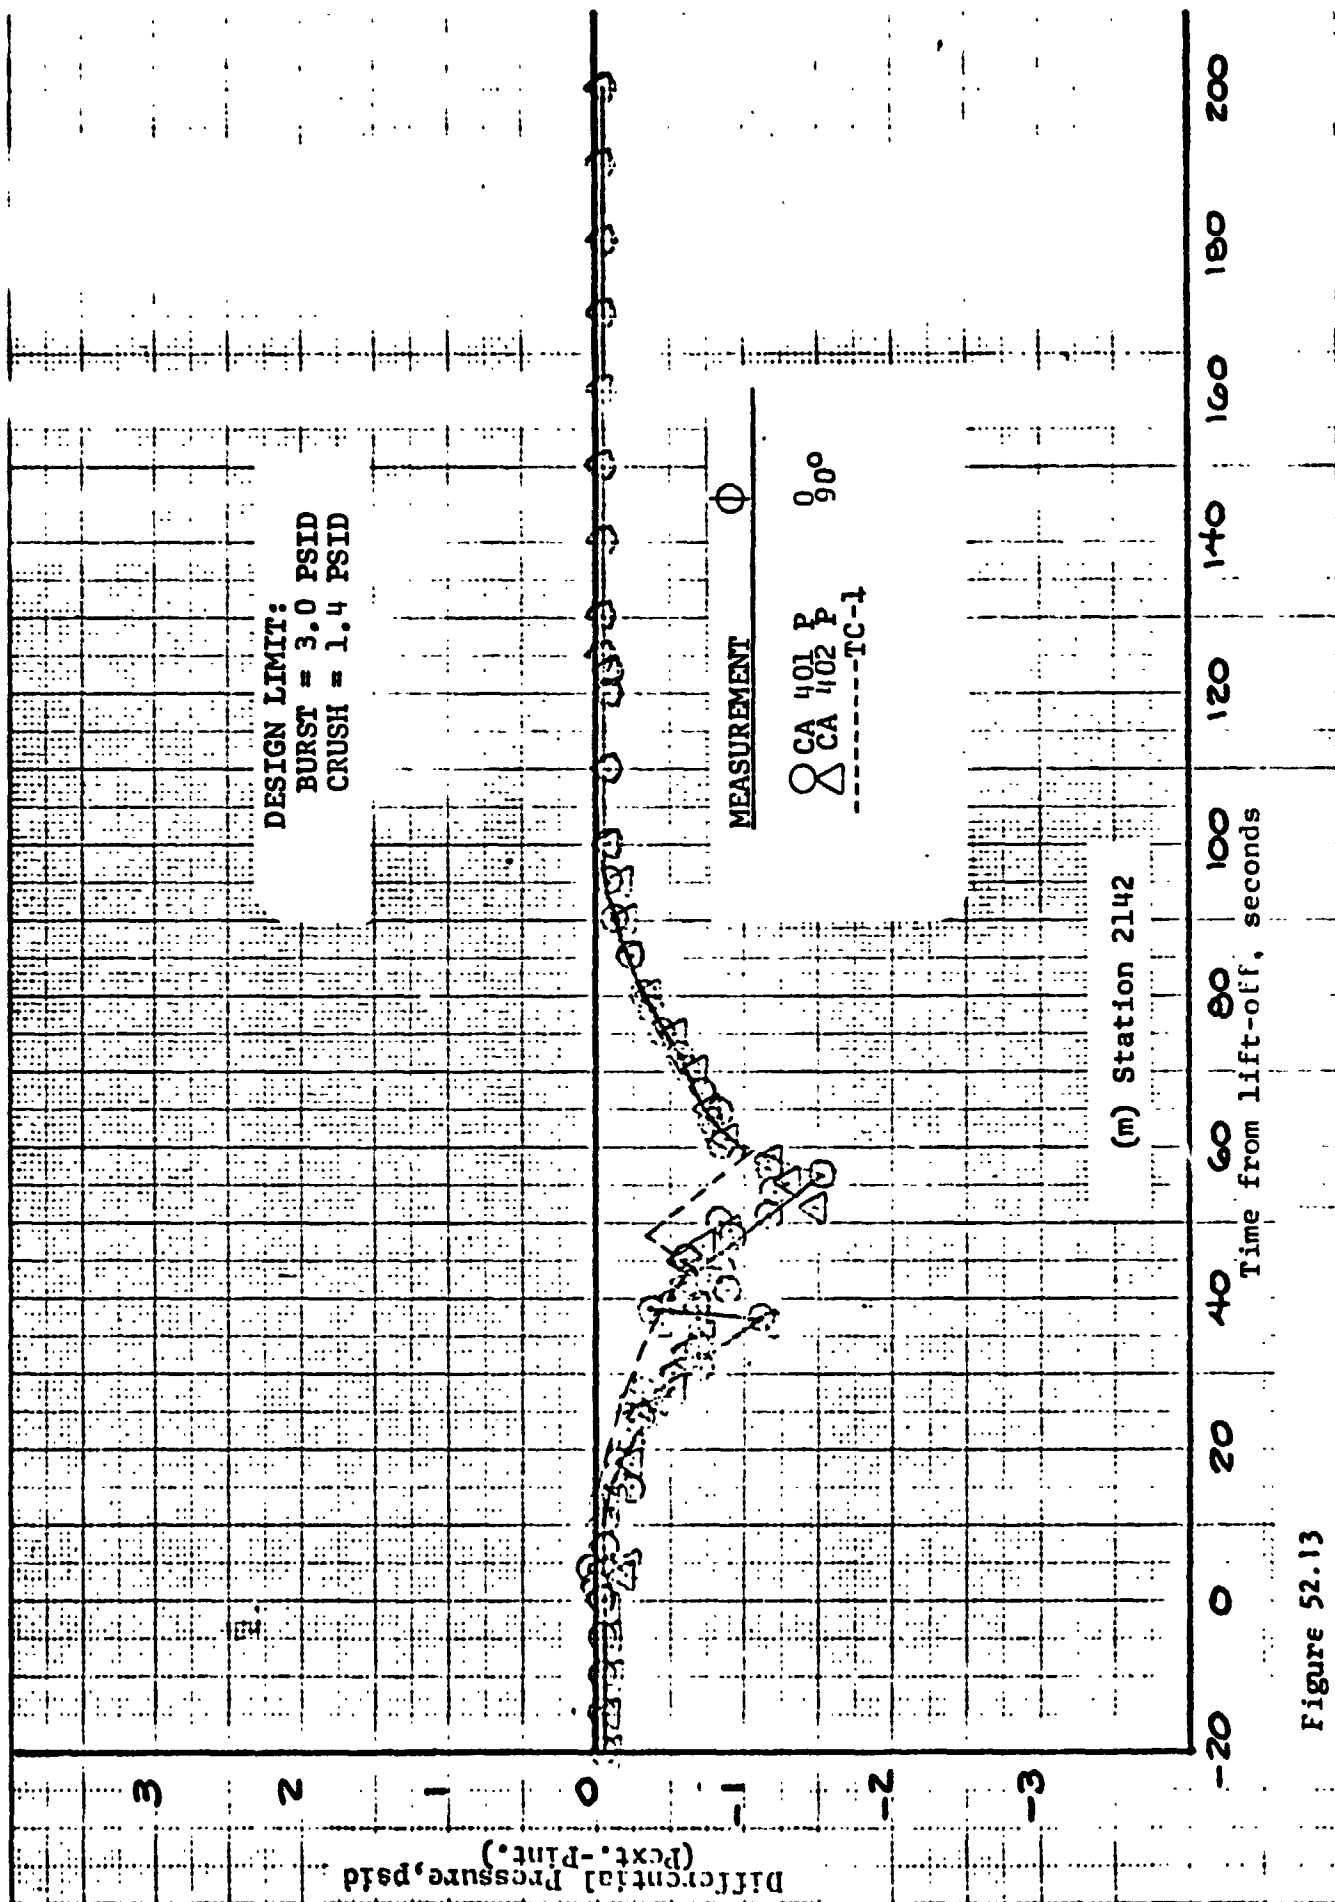 DESIGN LIMIT:
BURST = 3.0 PSID
CRUSH = 1.4 PSID
MEASUREMENT Φ
CA 401 P 0
CA 402 P 90°
-------TC-1
(m) Station 2142
3
2
1
0
-1
-2
-3
Differential Pressure, psid
(Pext.-Pint.)
-20 0 20 40 60 80 100 120 140 160 180 200
Time from lift-off, seconds
Figure 52.13